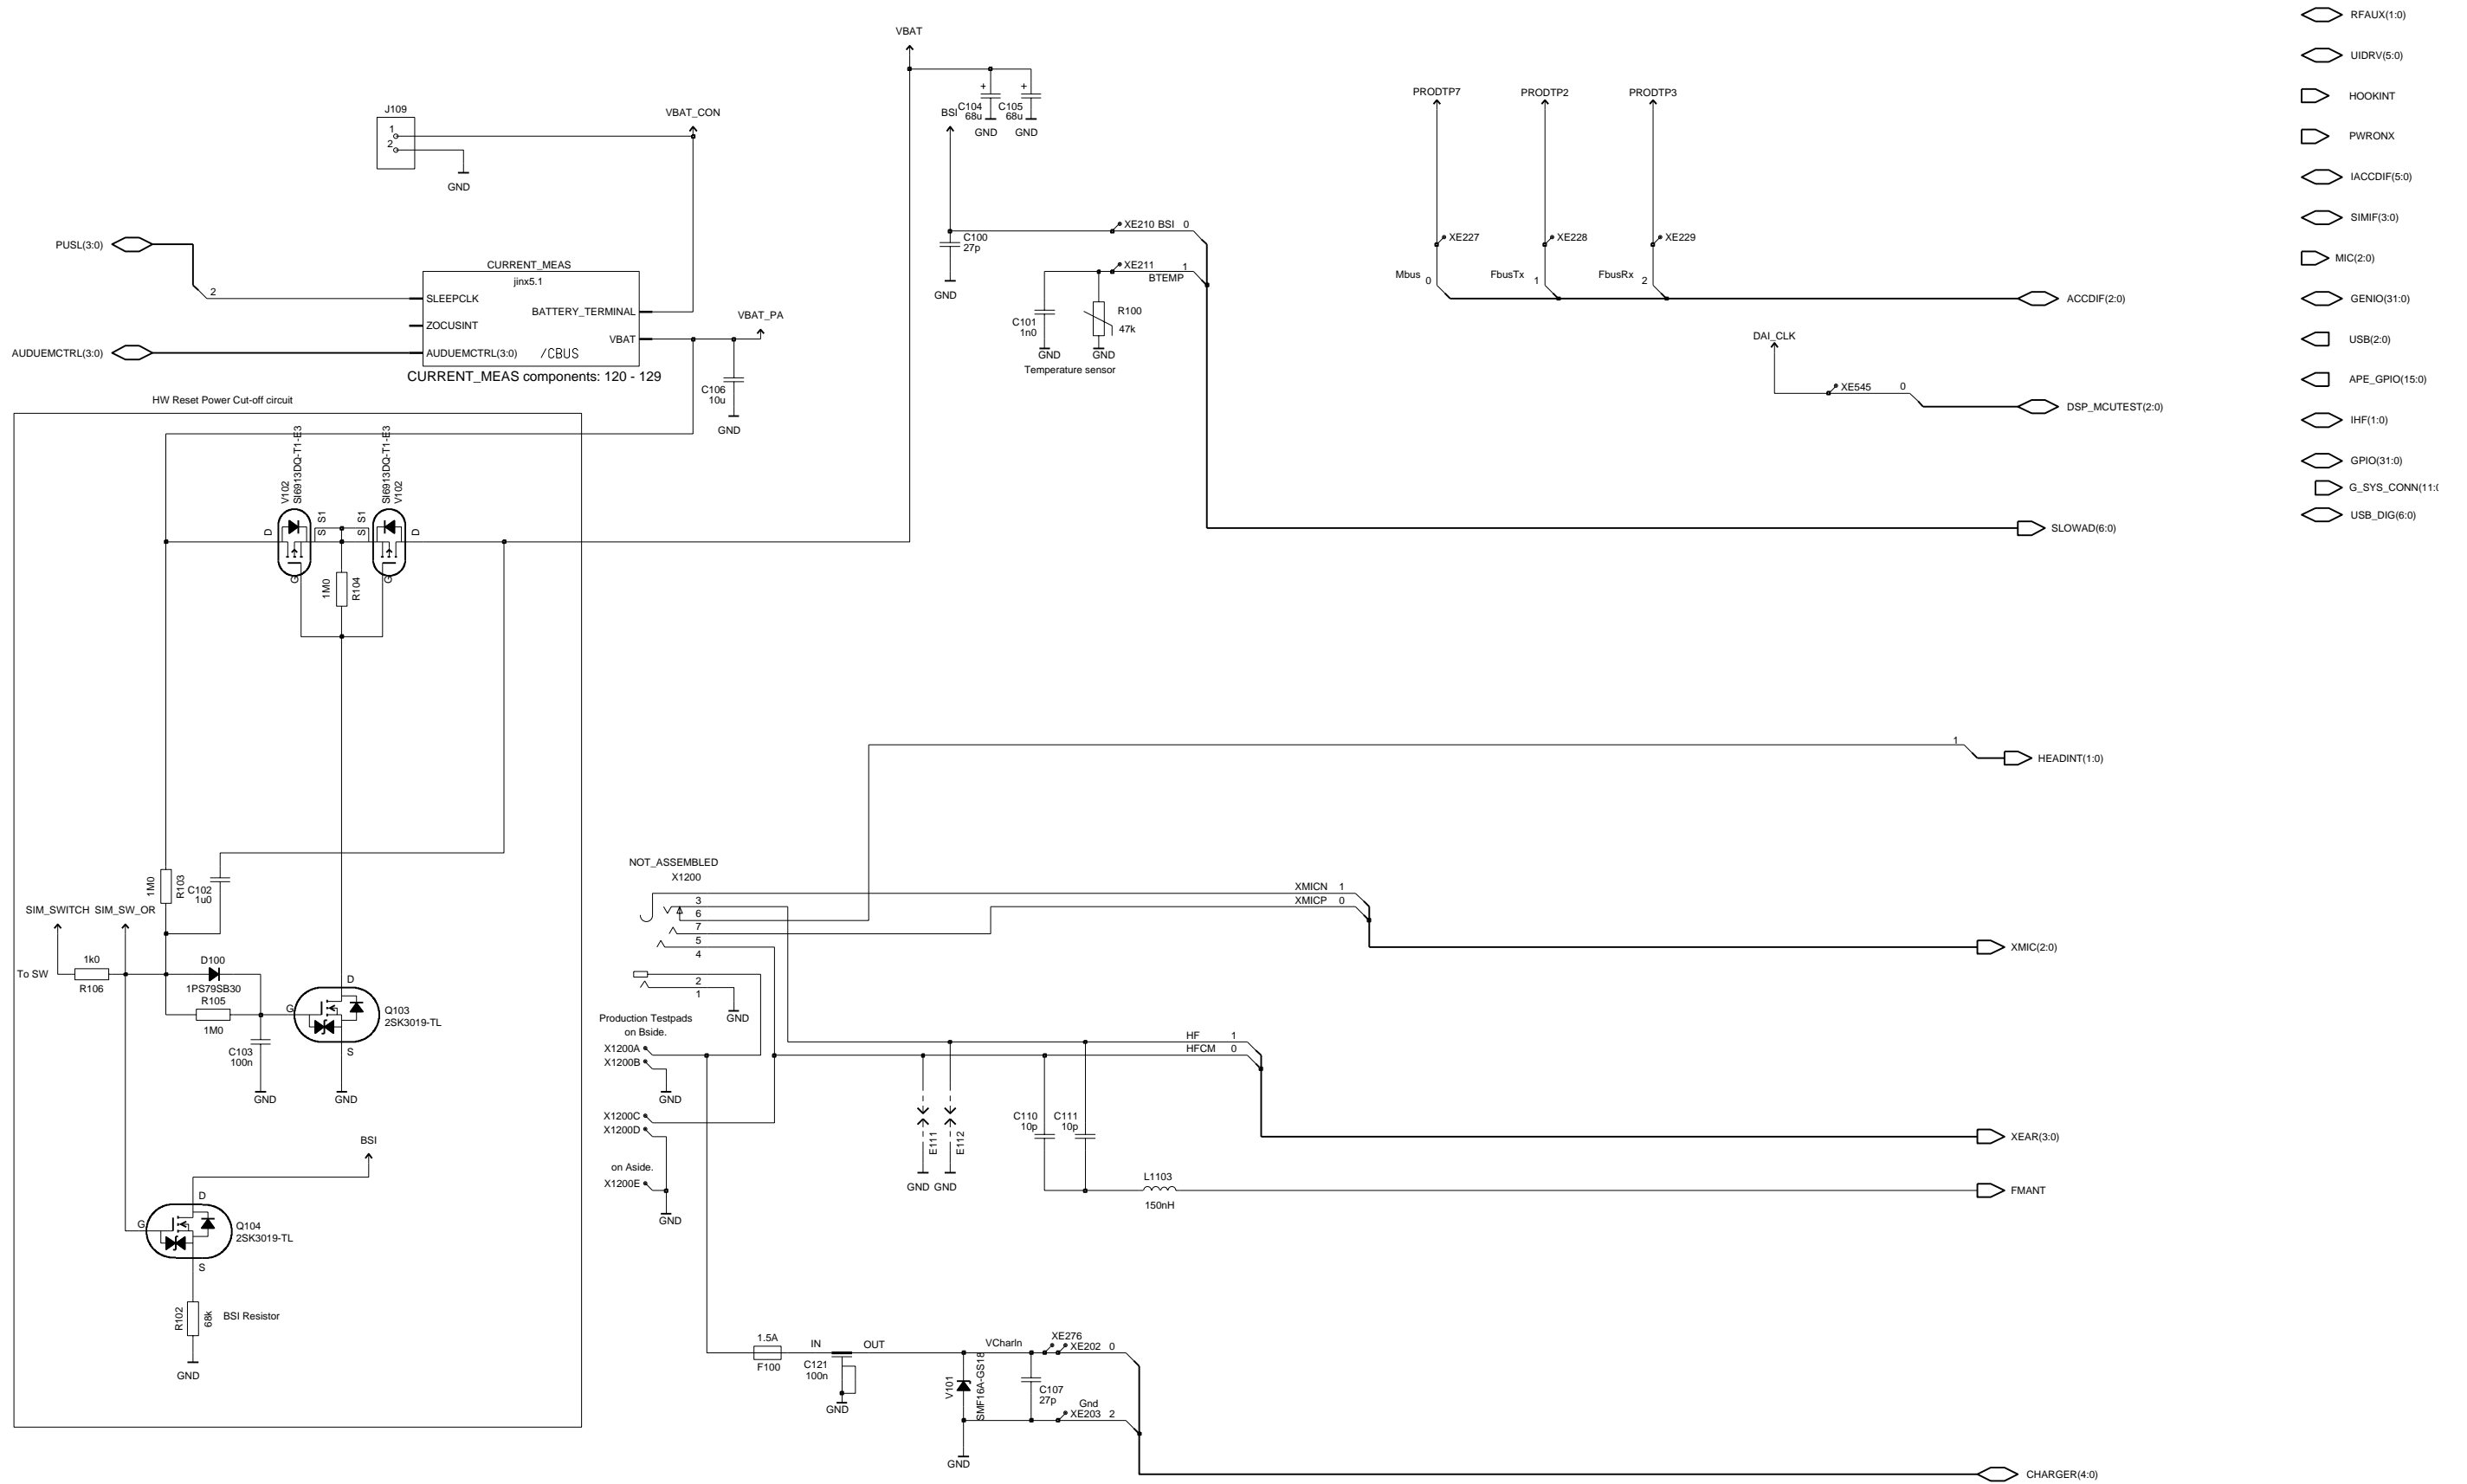 RFAUX(1:0)
UIDRV(5:0)
HOOKINT
PWRONX
IACCDIF(5:0)
SIMIF(3:0)
MIC(2:0)
GENIO(31:0)
USB(2:0)
APE_GPIO(15:0)
IHF(1:0)
GPIO(31:0)
G_SYS_CONN(11:(
USB_DIG(6:0)
VBAT
C104
68u
C105
68u
GND
GND
BSI
J109
1
2
GND
VBAT_CON
PUSL(3:0)
2
CURRENT_MEAS
jinx5.1
SLEEPCLK
BATTERY_TERMINAL
ZOCUSINT
VBAT
AUDUEMCTRL(3:0)
/CBUS
AUDUEMCTRL(3:0)
CURRENT_MEAS components: 120 - 129
VBAT_PA
C106
10u
GND
C100
27p
GND
XE210 BSI 0
XE211 1
BTEMP
C101
1n0
GND
R100
47k
GND
Temperature sensor
PRODTP7
PRODTP2
PRODTP3
XE227
XE228
XE229
Mbus 0
FbusTx 1
FbusRx 2
ACCDIF(2:0)
DAI_CLK
XE545 0
DSP_MCUTEST(2:0)
SLOWAD(6:0)
HW Reset Power Cut-off circuit
V102
SI6913DQ-T1-E3
SI6913DQ-T1-E3
V102
D
S S1
S S1
D
G
G
1M0
R104
1M0
R103
C102
1u0
SIM_SWITCH SIM_SW_OR
To SW
1k0
R106
D100
1PS79SB30
R105
1M0
C103
100n
GND
D
G
S
Q103
2SK3019-TL
GND
BSI
D
G
S
Q104
2SK3019-TL
R102
68k
BSI Resistor
GND
1
HEADINT(1:0)
NOT_ASSEMBLED
X1200
3
6
7
5
4
2
1
GND
XMICN 1
XMICP 0
XMIC(2:0)
Production Testpads
on Bside.
X1200A
X1200B
GND
X1200C
X1200D
on Aside.
X1200E
GND
HF 1
HFCM 0
E111
E112
GND GND
C110
10p
C111
10p
XEAR(3:0)
L1103
150nH
FMANT
1.5A
F100
IN
OUT
C121
100n
GND
V101
SMF16A-GS18
VCharIn
XE276
XE202 0
C107
27p
Gnd
XE203 2
GND
CHARGER(4:0)